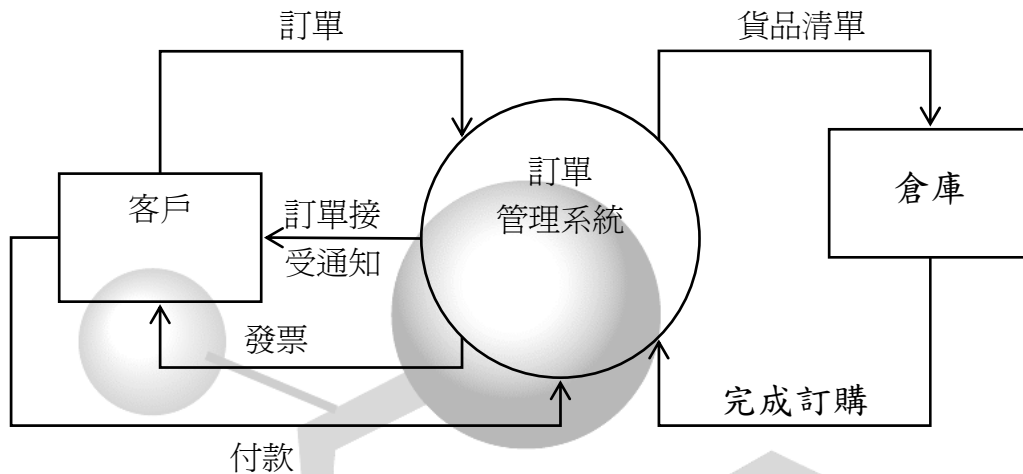 訂單
貨品清單
客戶
訂單接
受通知
訂單
管理系統
倉庫
發票
完成訂購
付款